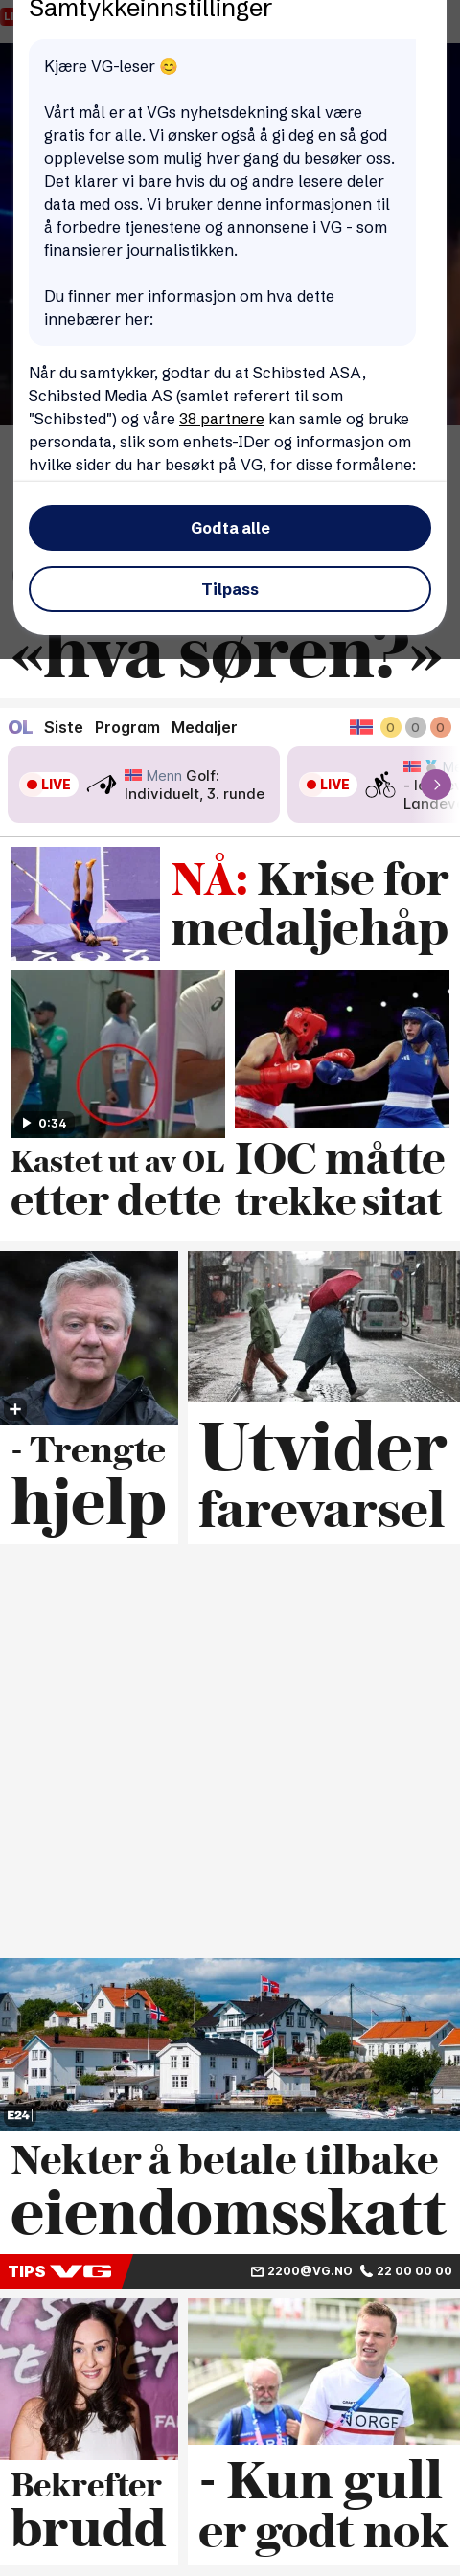 Samtykkeinnstillinger
Kjære VG-leser 😊
Vårt mål er at VGs nyhetsdekning skal være
gratis for alle. Vi ønsker også å gi deg en så god
opplevelse som mulig hver gang du besøker oss.
Det klarer vi bare hvis du og andre lesere deler
data med oss. Vi bruker denne informasjonen til
å forbedre tjenestene og annonsene i VG - som
finansierer journalistikken.
Du finner mer informasjon om hva dette
innebærer her:
Når du samtykker, godtar du at Schibsted ASA,
Schibsted Media AS (samlet referert til som
"Schibsted") og våre 38 partnere kan samle og bruke
persondata, slik som enhets-IDer og informasjon om
hvilke sider du har besøkt på VG, for disse formålene:
Godta alle
Tilpass
«hva søren?»
OL Siste Program Medaljer 0 0 0
LIVE Menn Golf:
Individuelt, 3. runde
LIVE
NÅ: Krise for
medaljehåp
0:34
Kastet ut av OL
etter dette
IOC måtte
trekke sitat
- Trengte
hjelp
Utvider
farevarsel
E24
Nekter å betale tilbake
eiendomsskatt
TIPS VG 2200@VG.NO 22 00 00 00
Bekrefter
brudd
NORGE
- Kun gull
er godt nok